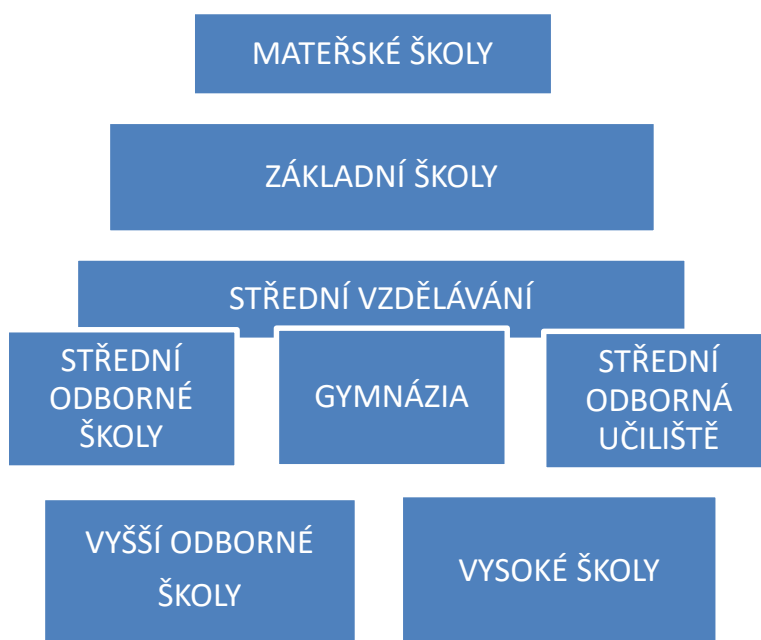 MATEŘSKÉ ŠKOLY
ZÁKLADNÍ ŠKOLY
STŘEDNÍ VZDĚLÁVÁNÍ
STŘEDNÍ
ODBORNÉ
ŠKOLY
GYMNÁZIA
STŘEDNÍ
ODBORNÁ
UČILIŠTĚ
VYŠŠÍ ODBORNÉ
ŠKOLY
VYSOKÉ ŠKOLY